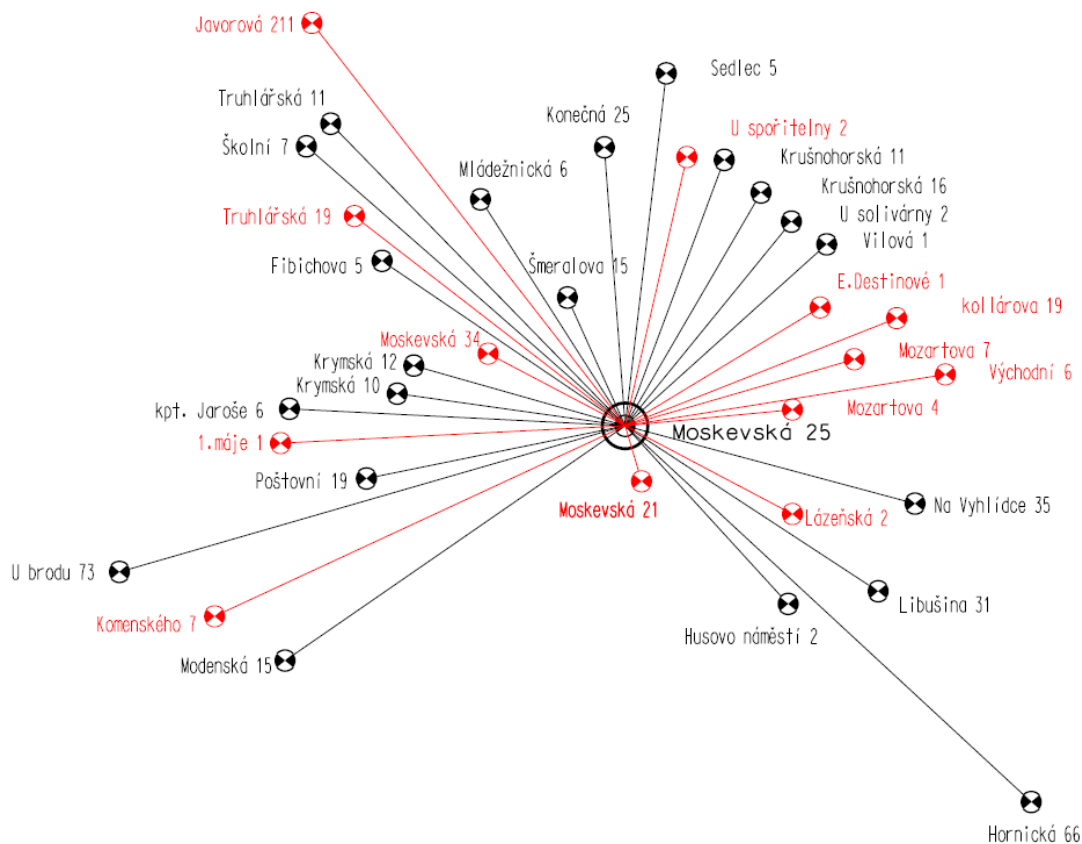 Javorová 211
Sedlec 5
Truhlářská 11
Konečná 25
U spořitelny 2
Školní 7
Krušnohorská 11
Mládežnická 6
Krušnohorská 16
Truhlářská 19
U solivárny 2
Vilová 1
Fibichova 5
Šmeralova 15
E.Destinové 1
kollárova 19
Moskevská 34
Mozartova 7
Krymská 12
Východní 6
Krymská 10
kpt. Jaroše 6
Mozartova 4
Moskevská 25
1.máje 1
Poštovní 19
Na Vyhlídce 35
Moskevská 21
Lázeňská 2
U brodu 73
Libušina 31
Komenského 7
Husovo náměstí 2
Modenská 15
Hornická 66